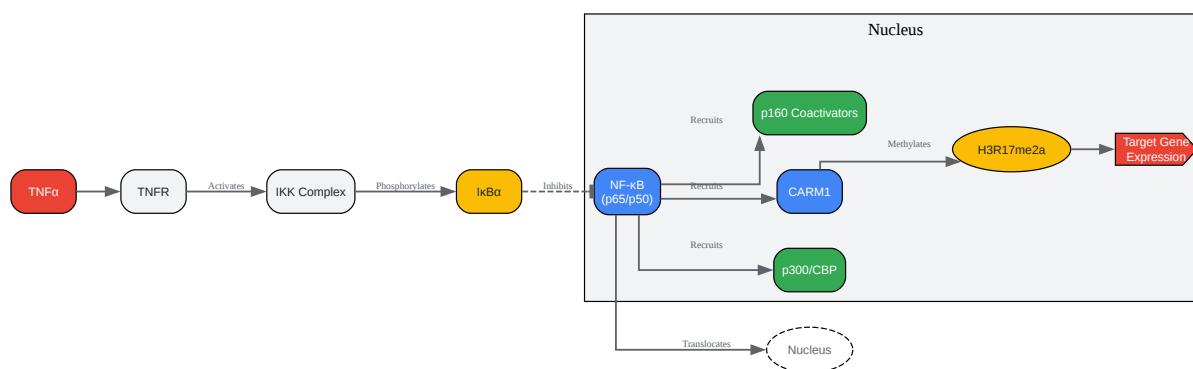 Nucleus
p160 Coactivators
Recruits
Methylates
H3R17me2a
Target Gene
Expression
TNFα
TNFR
Activates
IKK Complex
Phosphorylates
IκBα
Inhibits
NF-κB
(p65/p50)
Recruits
CARM1
Recruits
p300/CBP
Translocates
Nucleus